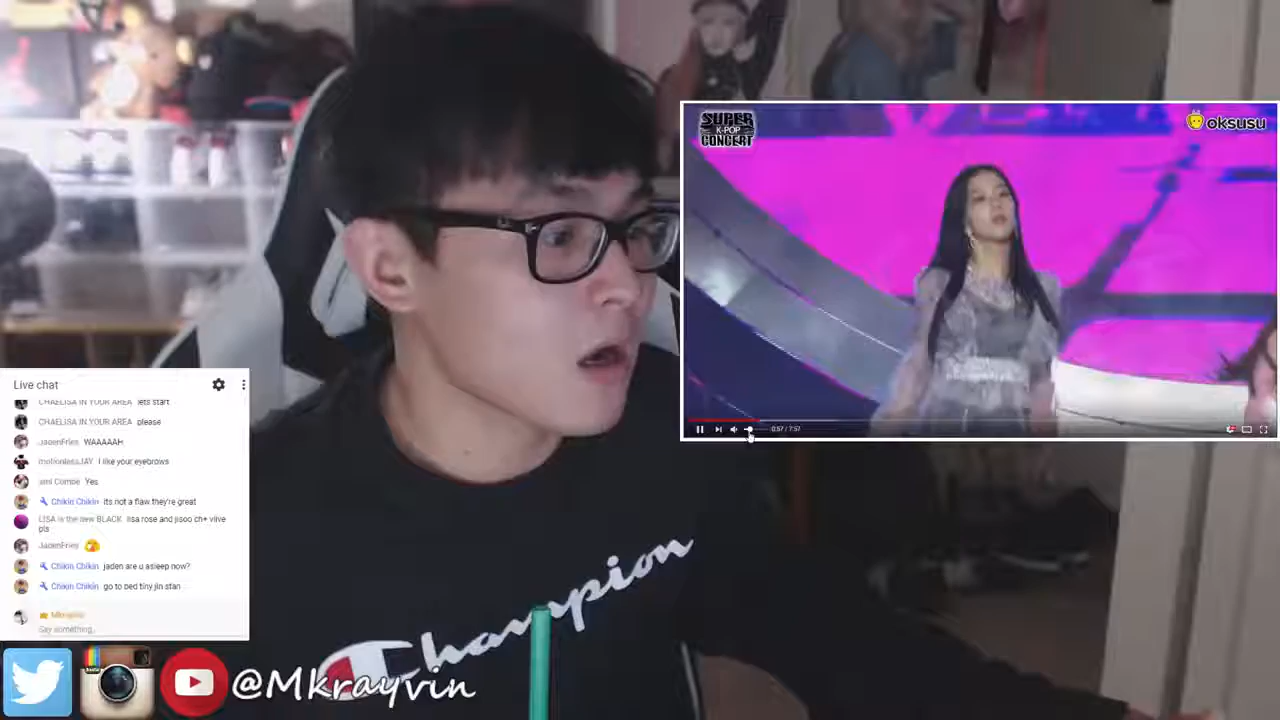 SUPER
K-POP
CONCERT
oksusu
0:57 / 7:57
Live chat
CHAELISA IN YOUR AREA lets start
CHAELISA IN YOUR AREA please
JadenFries WAAAAAH
motionlessJAY I like your eyebrows
Yes
Chikin Chikin its not a flaw they're great
LISA is the new BLACK lisa rose and jisoo ch+ vlive
pls
JadenFries
Chikin Chikin jaden are u asleep now?
Chikin Chikin go to bed tiny jin stan
Mkrayvin
Say something...
Champion
@Mkrayvin